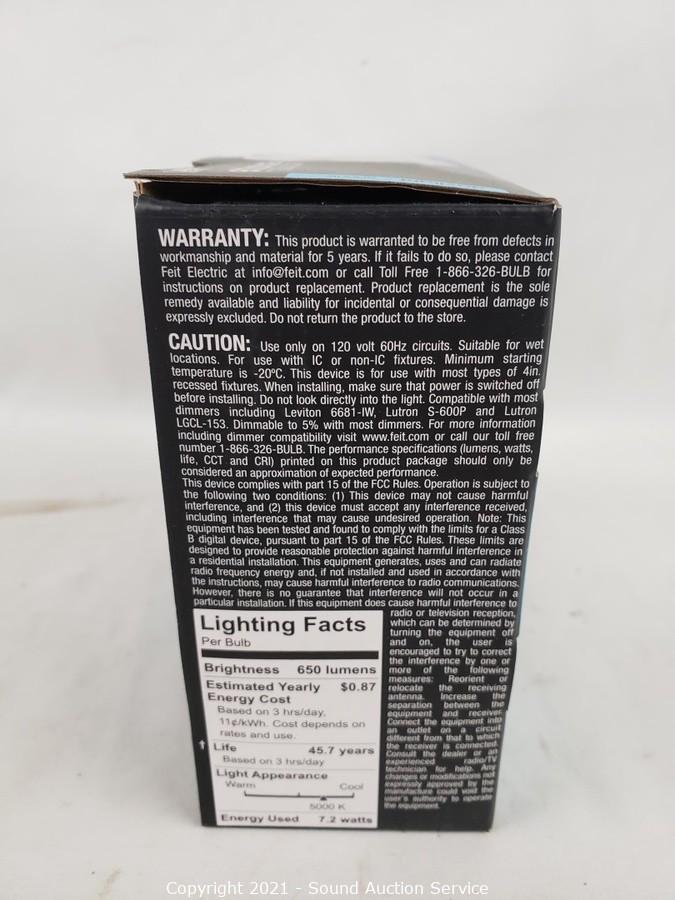 WARRANTY: This product is warranted to be free from defects in
workmanship and material for 5 years. If it fails to do so, please contact
Feit Electric at info@feit.com or call Toll Free 1-866-326-BULB for
instructions on product replacement. Product replacement is the sole
remedy available and liability for incidental or consequential damage is
expressly excluded. Do not return the product to the store.
CAUTION: Use only on 120 volt 60Hz circuits. Suitable for wet
locations. For use with IC or non-IC fixtures. Minimum starting
temperature is -20ºC. This device is for use with most types of 4in.
recessed fixtures. When installing, make sure that power is switched off
before installing. Do not look directly into the light. Compatible with most
dimmers including Leviton 6681-IW, Lutron S-600P and Lutron
LGCL-153. Dimmable to 5% with most dimmers. For more information
including dimmer compatibility visit www.feit.com or call our toll free
number 1-866-326-BULB. The performance specifications (lumens, watts,
life, CCT and CRI) printed on this product package should only be
considered an approximation of expected performance.
This device complies with part 15 of the FCC Rules. Operation is subject to
the following two conditions: (1) This device may not cause harmful
interference, and (2) this device must accept any interference received,
including interference that may cause undesired operation. Note: This
equipment has been tested and found to comply with the limits for a Class
B digital device, pursuant to part 15 of the FCC Rules. These limits are
designed to provide reasonable protection against harmful interference in
a residential installation. This equipment generates, uses and can radiate
radio frequency energy and, if not installed and used in accordance with
the instructions, may cause harmful interference to radio communications.
However, there is no guarantee that interference will not occur in a
particular installation. If this equipment does cause harmful interference to
radio or television reception,
which can be determined by
turning the equipment off
and on, the user is
encouraged to try to correct
the interference by one or
more of the following
measures: Reorient or
relocate the receiving
antenna. Increase the
separation between the
equipment and receiver.
Connect the equipment into
an outlet on a circuit
different from that to which
the receiver is connected.
Consult the dealer or an
experienced radio/TV
technician for help. Any
changes or modifications not
expressly approved by the
manufacture could void the
user's authority to operate
the equipment.
Lighting Facts
Per Bulb
Brightness 650 lumens
Estimated Yearly $0.87
Energy Cost
Based on 3 hrs/day,
11¢/kWh. Cost depends on
rates and use.
† Life 45.7 years
Based on 3 hrs/day
Light Appearance
Warm Cool
5000 K
Energy Used 7.2 watts
Copyright 2021 - Sound Auction Service